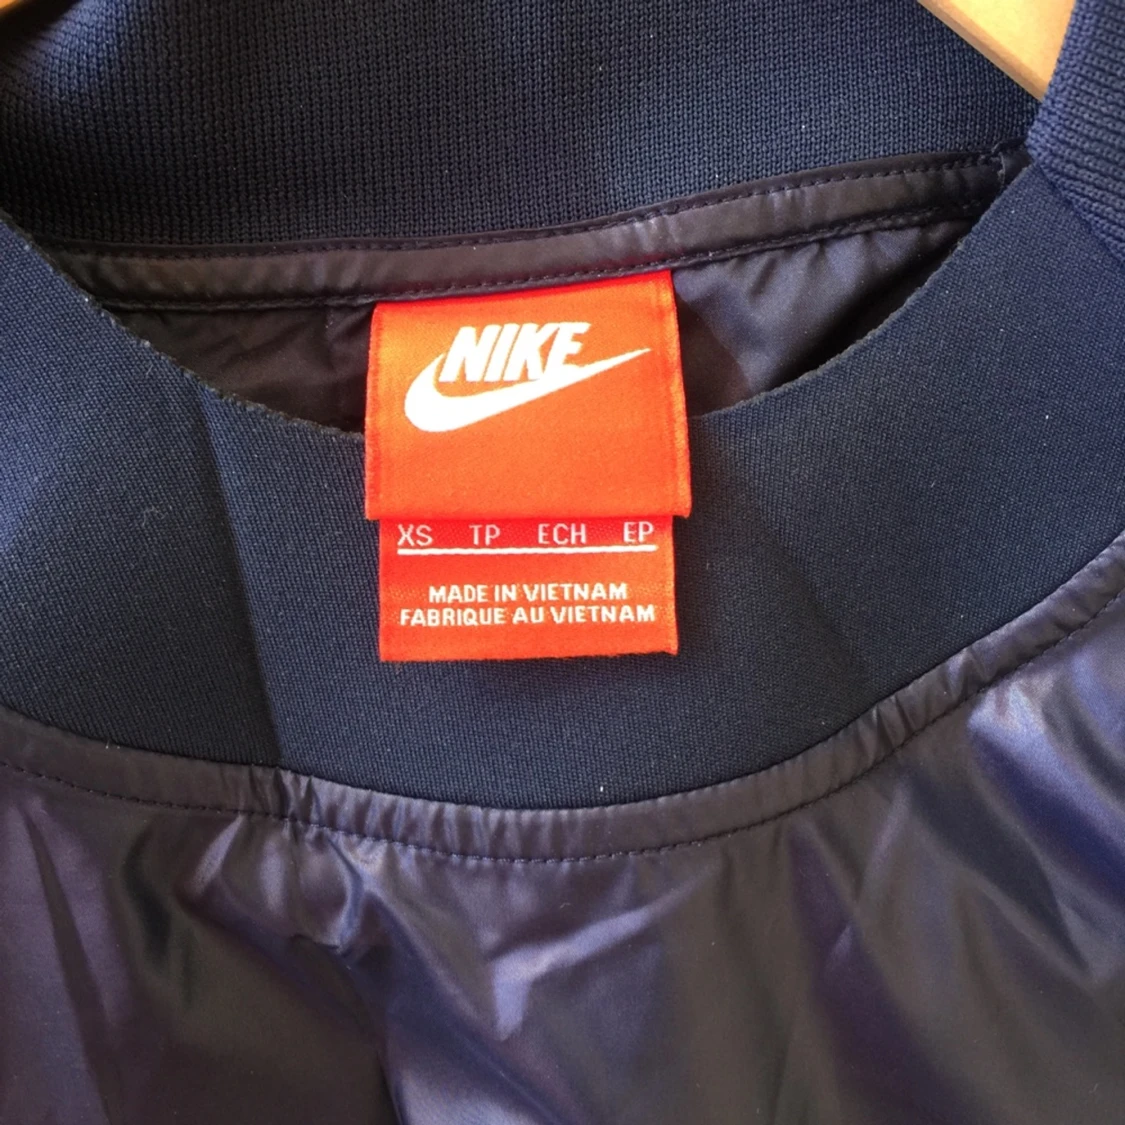 NIKE
XS TP ECH EP
MADE IN VIETNAM
FABRIQUE AU VIETNAM